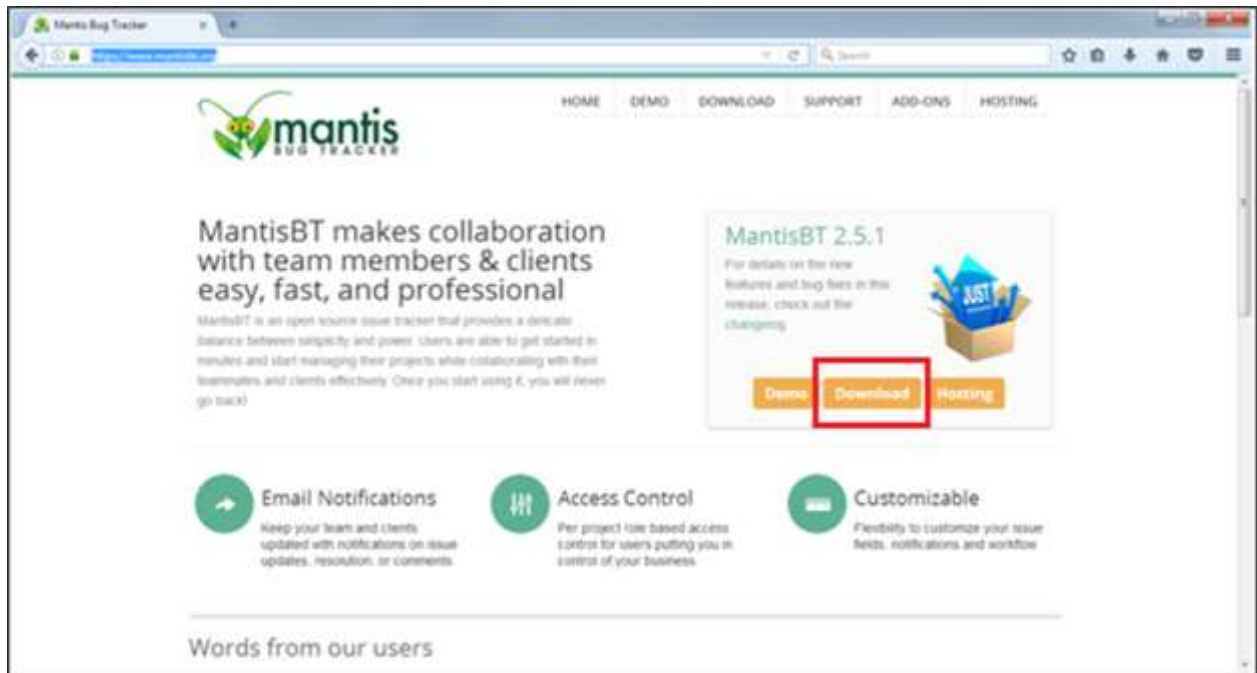 Mantis Bug Tracker
https://www.mantisbt.org
Search
mantis
BUG TRACKER
HOME DEMO DOWNLOAD SUPPORT ADD-ONS HOSTING
MantisBT makes collaboration
with team members & clients
easy, fast, and professional
MantisBT is an open source issue tracker that provides a delicate
balance between simplicity and power. Users are able to get started in
minutes and start managing their projects while collaborating with their
teammates and clients effectively. Once you start using it, you will never
go back!
MantisBT 2.5.1
For details on the new
features and bug fixes in this
release, check out the
changelog
JUST
Demo Download Hosting
Email Notifications
Keep your team and clients
updated with notifications on issue
updates, resolution, or comments
Access Control
Per project role based access
control for users putting you in
control of your business
Customizable
Flexibility to customize your issue
fields, notifications and workflow
Words from our users